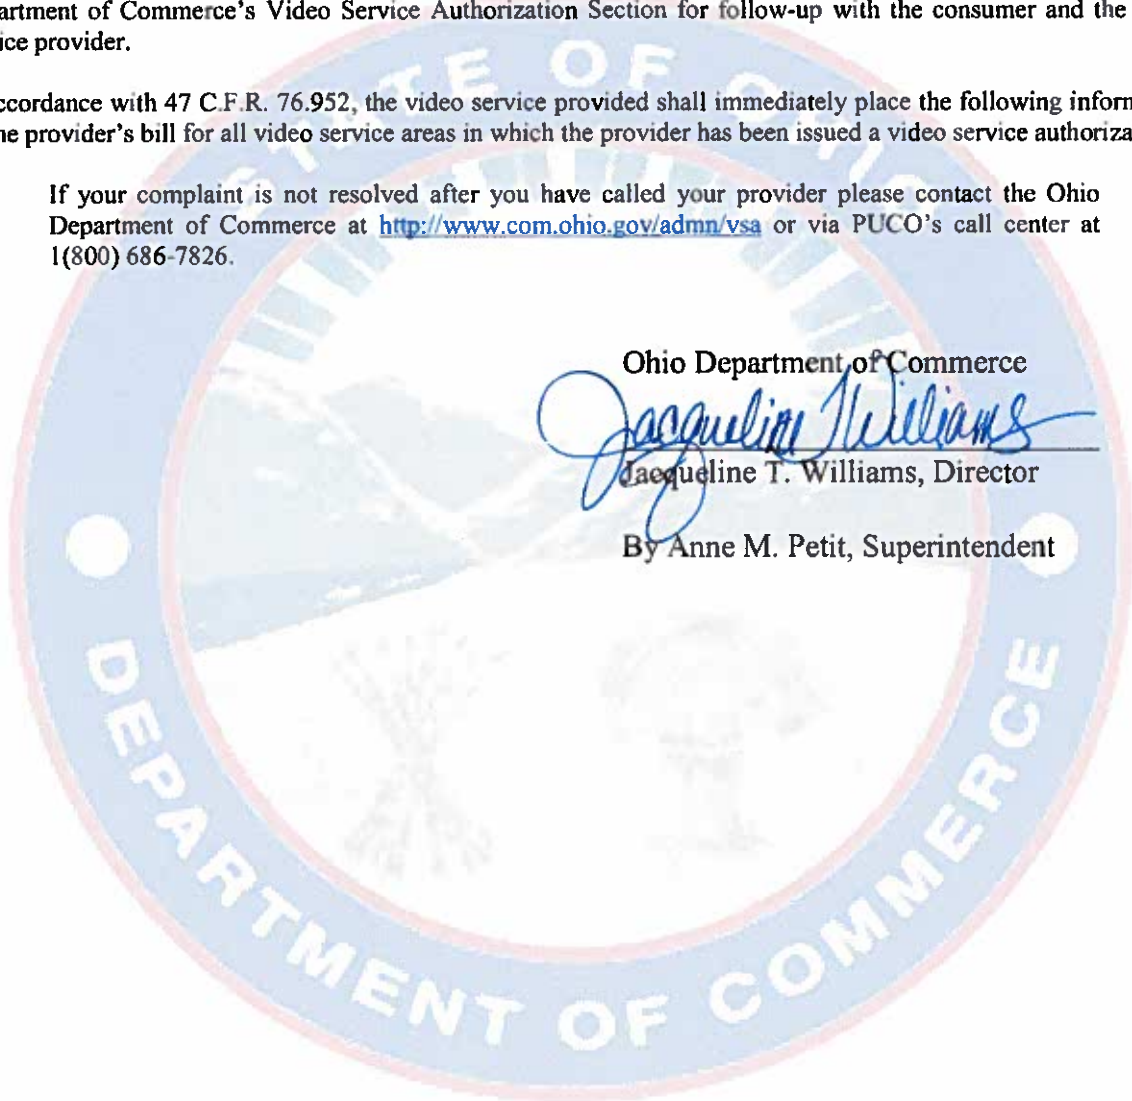 artment of Commerce's Video Service Authorization Section for follow-up with the consumer and the
ice provider.
ccordance with 47 C.F.R. 76.952, the video service provided shall immediately place the following inforn
ne provider's bill for all video service areas in which the provider has been issued a video service authoriza
If your complaint is not resolved after you have called your provider please contact the Ohio
Department of Commerce at http://www.com.ohio.gov/admn/vsa or via PUCO's call center at
1(800) 686-7826.
Ohio Department of Commerce
Jacqueline T Williams
Jacqueline T. Williams, Director
By Anne M. Petit, Superintendent
STATE OF OHIO
DEPARTMENT OF COMMERCE